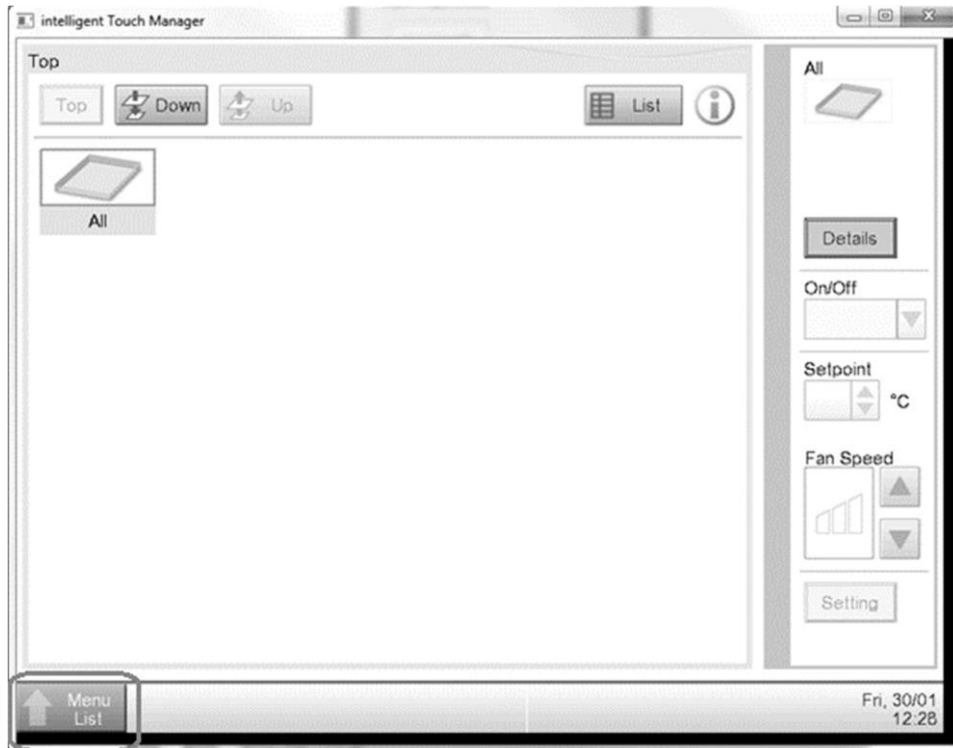 intelligent Touch Manager
Top
Top
Down
Up
List
All
All
Details
On/Off
Setpoint
°C
Fan Speed
Setting
Menu
List
Fri, 30/01
12:28